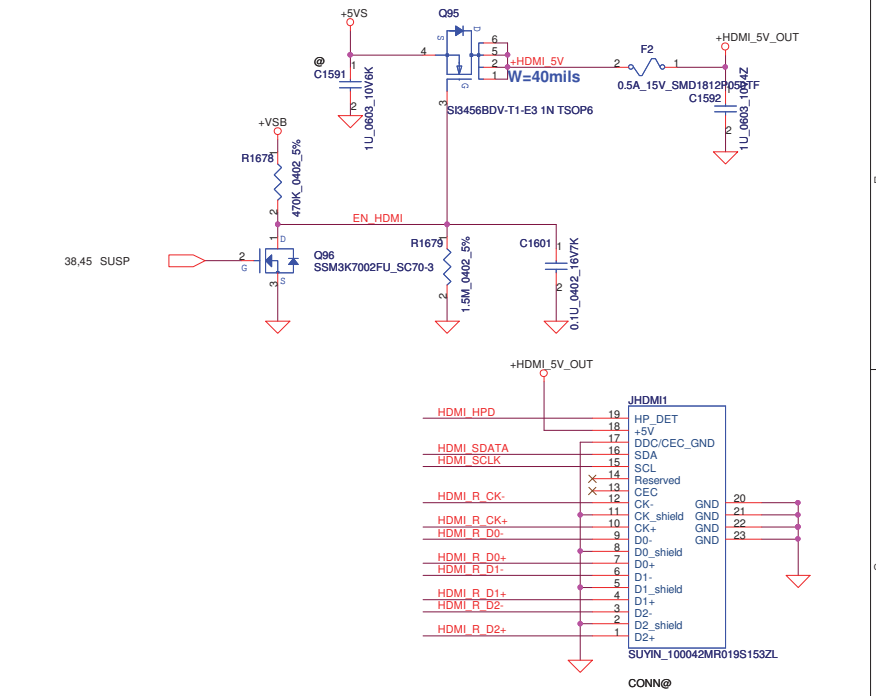 +5VS
Q95
D
S
6
5
2
1
4
G
3
+HDMI_5V
W=40mils
F2
2
1
0.5A_15V_SMD1812P050TF
+HDMI_5V_OUT
@
C1591
1
2
1U_0603_10V6K
C1592
2
SI3456BDV-T1-E3 1N TSOP6
+VSB
R1678
1
2
470K_0402_5%
EN_HDMI
38,45 SUSP
2
G
1
D
3
S
Q96
SSM3K7002FU_SC70-3
R1679
1
2
1.5M_0402_5%
C1601
1
2
0.1U_0402_16V7K
+HDMI_5V_OUT
JHDMI1
HDMI_HPD 19 HP_DET
18 +5V
17 DDC/CEC_GND
HDMI_SDATA 16 SDA
HDMI_SCLK 15 SCL
14 Reserved
13 CEC
HDMI_R_CK- 12 CK- GND 20
11 CK_shield GND 21
HDMI_R_CK+ 10 CK+ GND 22
HDMI_R_D0- 9 D0- GND 23
8 D0_shield
HDMI_R_D0+ 7 D0+
HDMI_R_D1- 6 D1-
5 D1_shield
HDMI_R_D1+ 4 D1+
HDMI_R_D2- 3 D2-
2 D2_shield
HDMI_R_D2+ 1 D2+
SUYIN_100042MR019S153ZL
CONN@